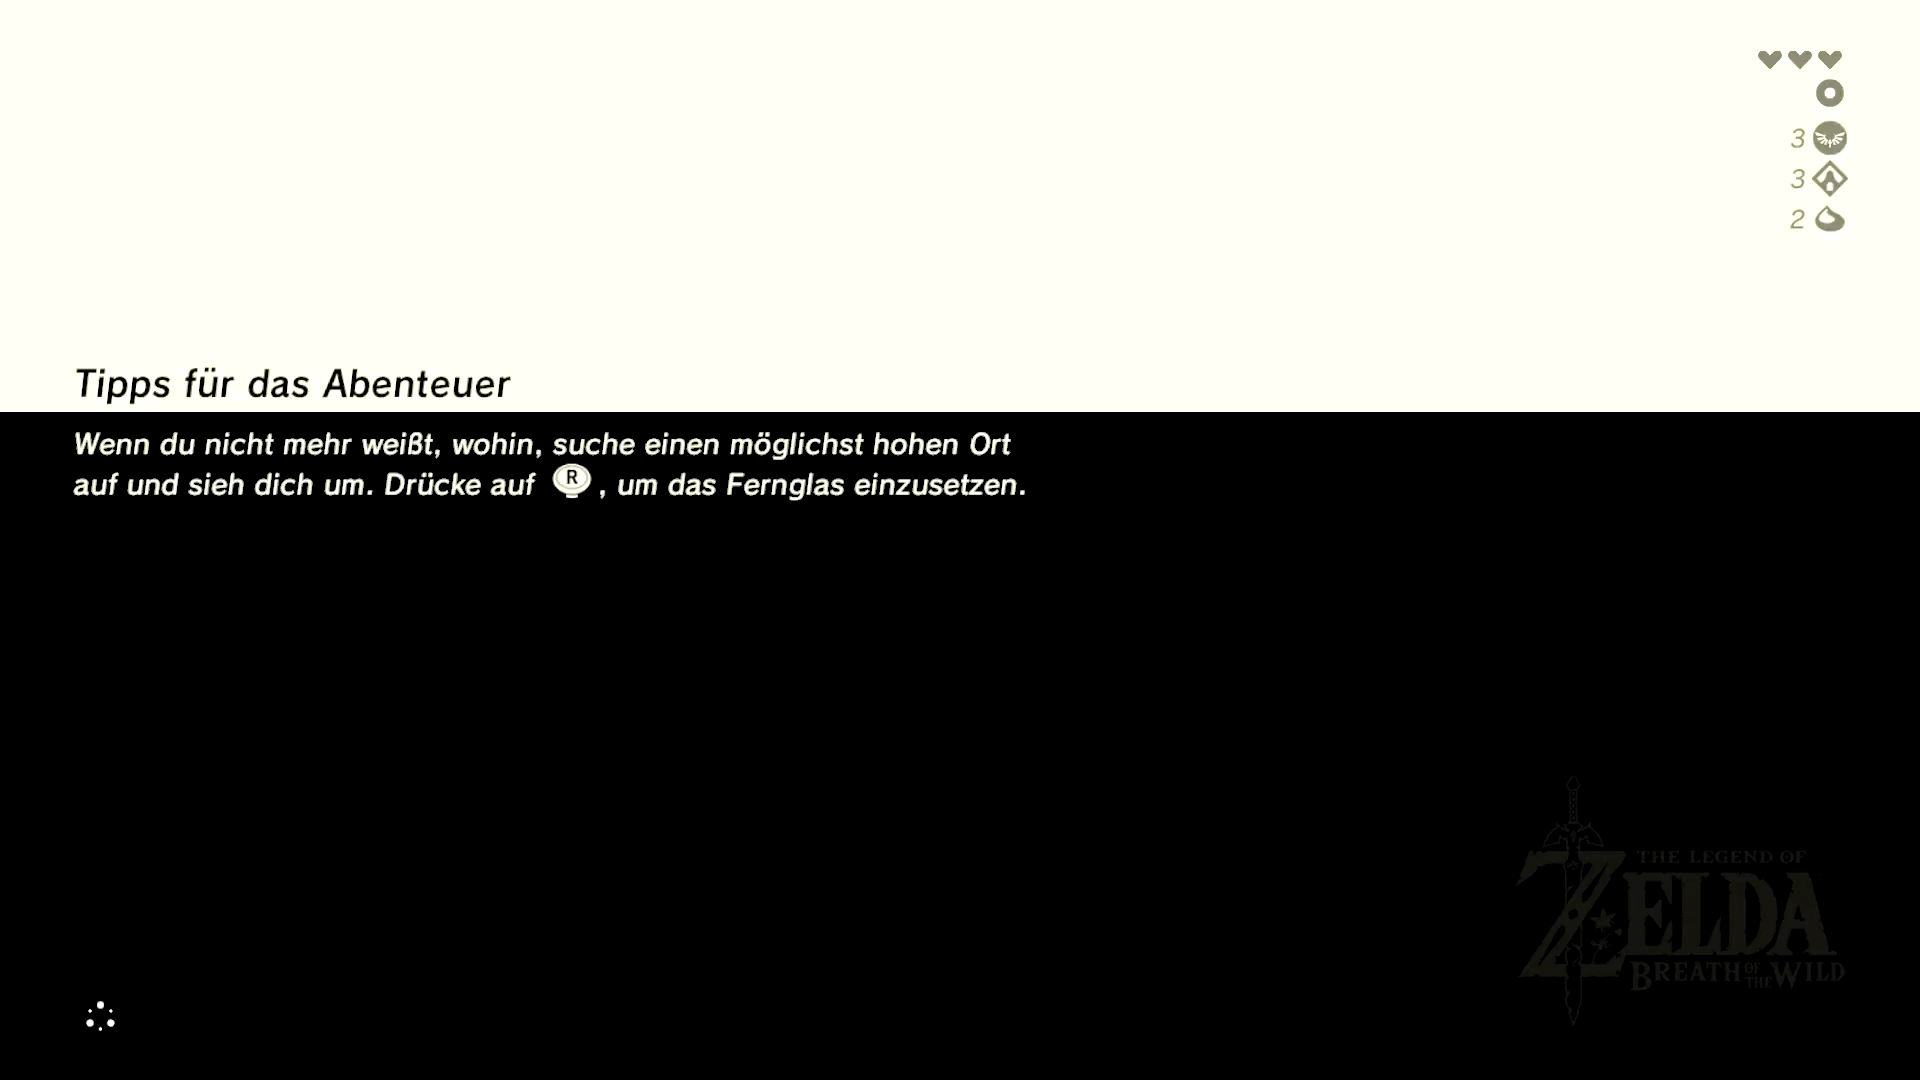 3
3
2
Tipps für das Abenteuer
Wenn du nicht mehr weißt, wohin, suche einen möglichst hohen Ort
auf und sieh dich um. Drücke auf R, um das Fernglas einzusetzen.
THE LEGEND OF
ZELDA
BREATH OF THE WILD